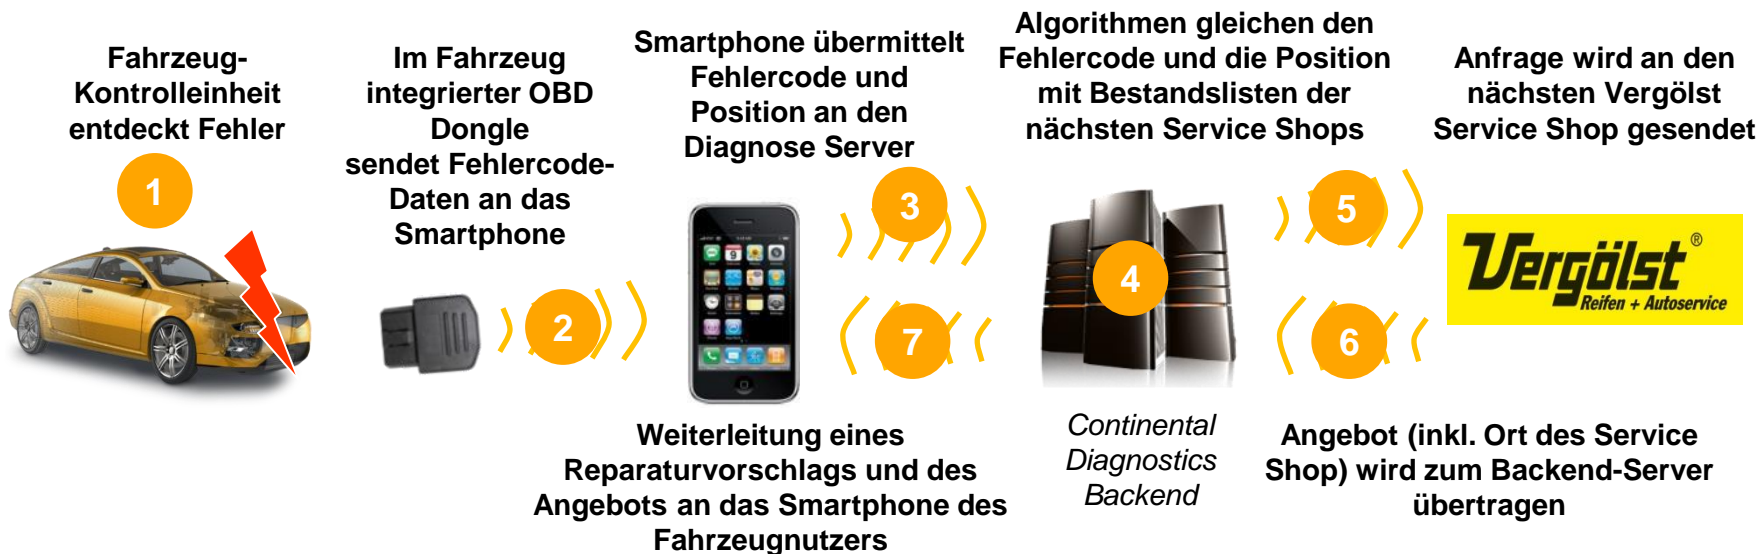 Fahrzeug-
Kontrolleinheit
entdeckt Fehler
1
Im Fahrzeug
integrierter OBD
Dongle
sendet Fehlercode-
Daten an das
Smartphone
2
Smartphone übermittelt
Fehlercode und
Position an den
Diagnose Server
3
Algorithmen gleichen den
Fehlercode und die Position
mit Bestandslisten der
nächsten Service Shops
4
Continental
Diagnostics
Backend
Anfrage wird an den
nächsten Vergölst
Service Shop gesendet
5
Vergölst®
Reifen + Autoservice
6
Angebot (inkl. Ort des Service
Shop) wird zum Backend-Server
übertragen
7
Weiterleitung eines
Reparaturvorschlags und des
Angebots an das Smartphone des
Fahrzeugnutzers
9